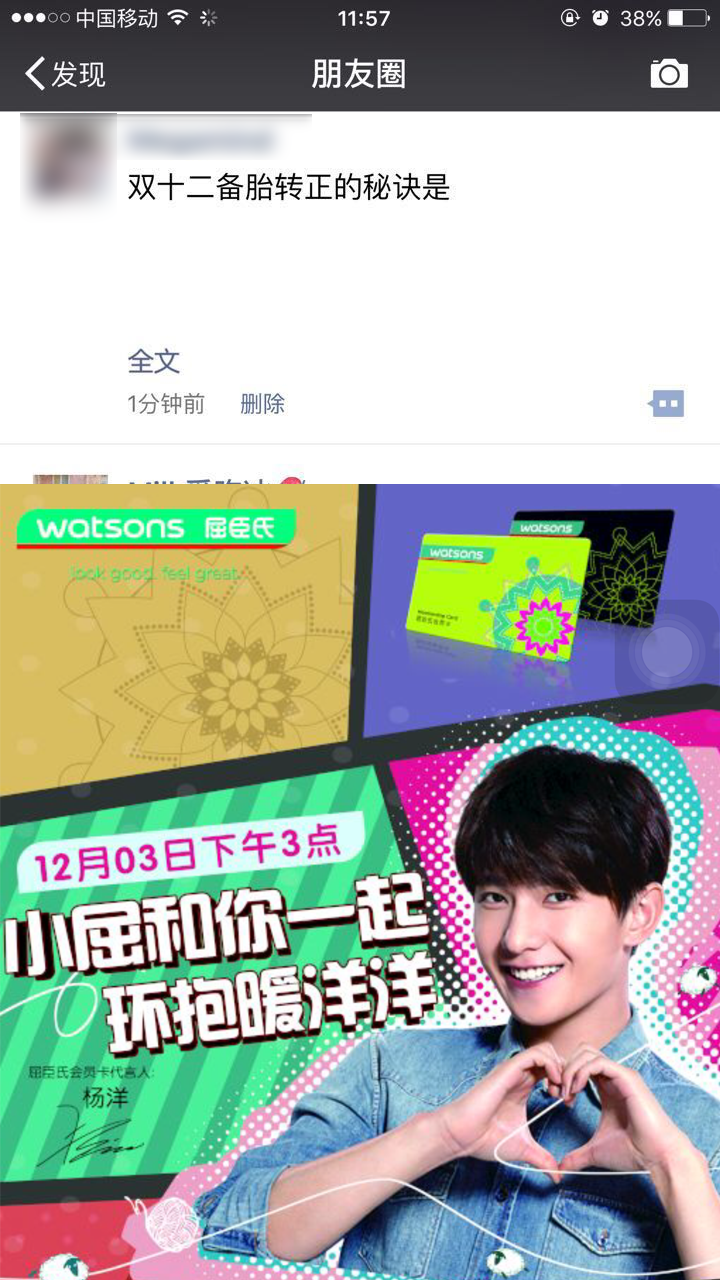 中国移动
11:57
38%
发现
朋友圈
双十二备胎转正的秘诀是
全文
1分钟前
删除
watsons 屈臣氏
look good. feel great.
watsons
watsons
Membership Card
12月03日下午3点
小屈和你一起
环抱暖洋洋
屈臣氏会员卡代言人:
杨洋